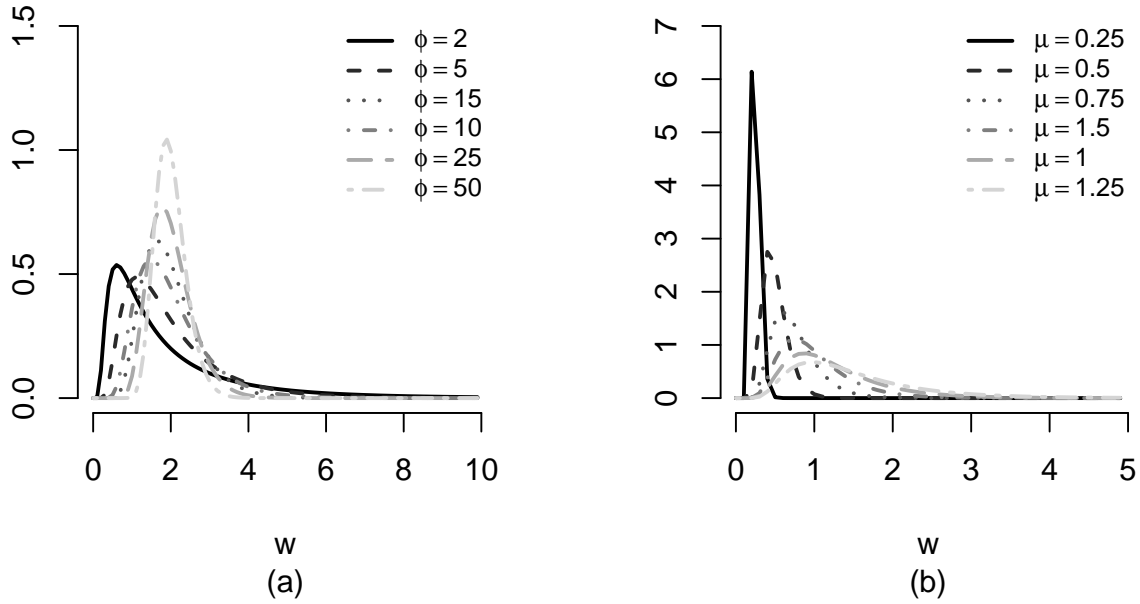 1.5
1.0
0.5
0.0
ϕ = 2
ϕ = 5
ϕ = 15
ϕ = 10
ϕ = 25
ϕ = 50
0 2 4 6 8 10
w
(a)
7
6
5
4
3
2
1
0
μ = 0.25
μ = 0.5
μ = 0.75
μ = 1.5
μ = 1
μ = 1.25
0 1 2 3 4 5
w
(b)